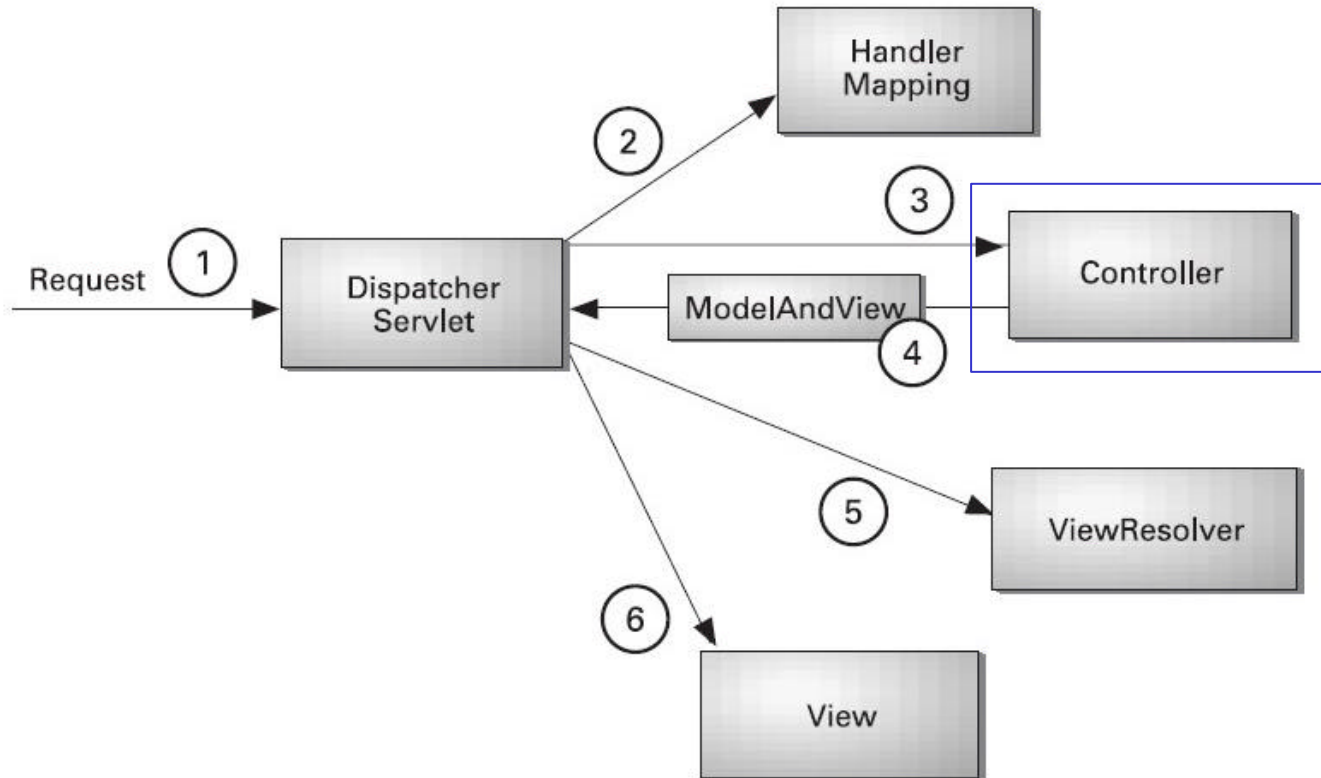 Handler
Mapping
2
3
1
Request
Dispatcher
Servlet
Controller
ModelAndView
4
5
ViewResolver
6
View